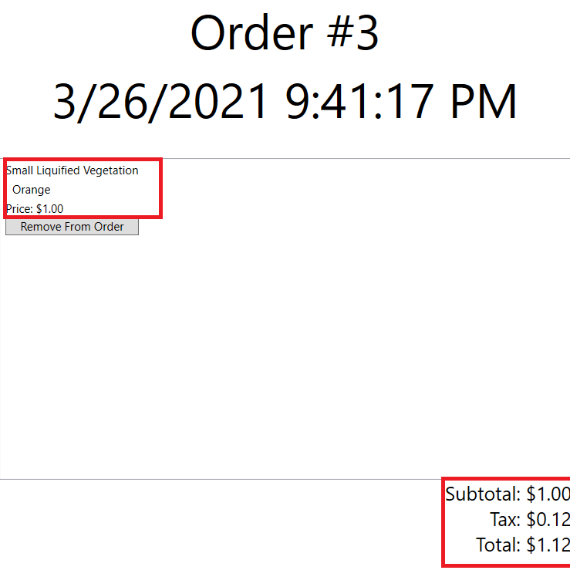 Order #3
3/26/2021 9:41:17 PM
Small Liquified Vegetation
Orange
Price: $1.00
Remove From Order
Subtotal: $1.00
Tax: $0.12
Total: $1.12